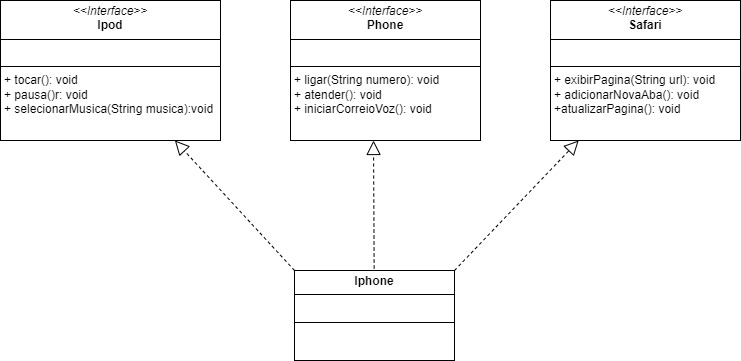 <<Interface>>
Ipod
+ tocar(): void
+ pausa()r: void
+ selecionarMusica(String musica):void
<<Interface>>
Phone
+ ligar(String numero): void
+ atender(): void
+ iniciarCorreioVoz(): void
<<Interface>>
Safari
+ exibirPagina(String url): void
+ adicionarNovaAba(): void
+atualizarPagina(): void
Iphone